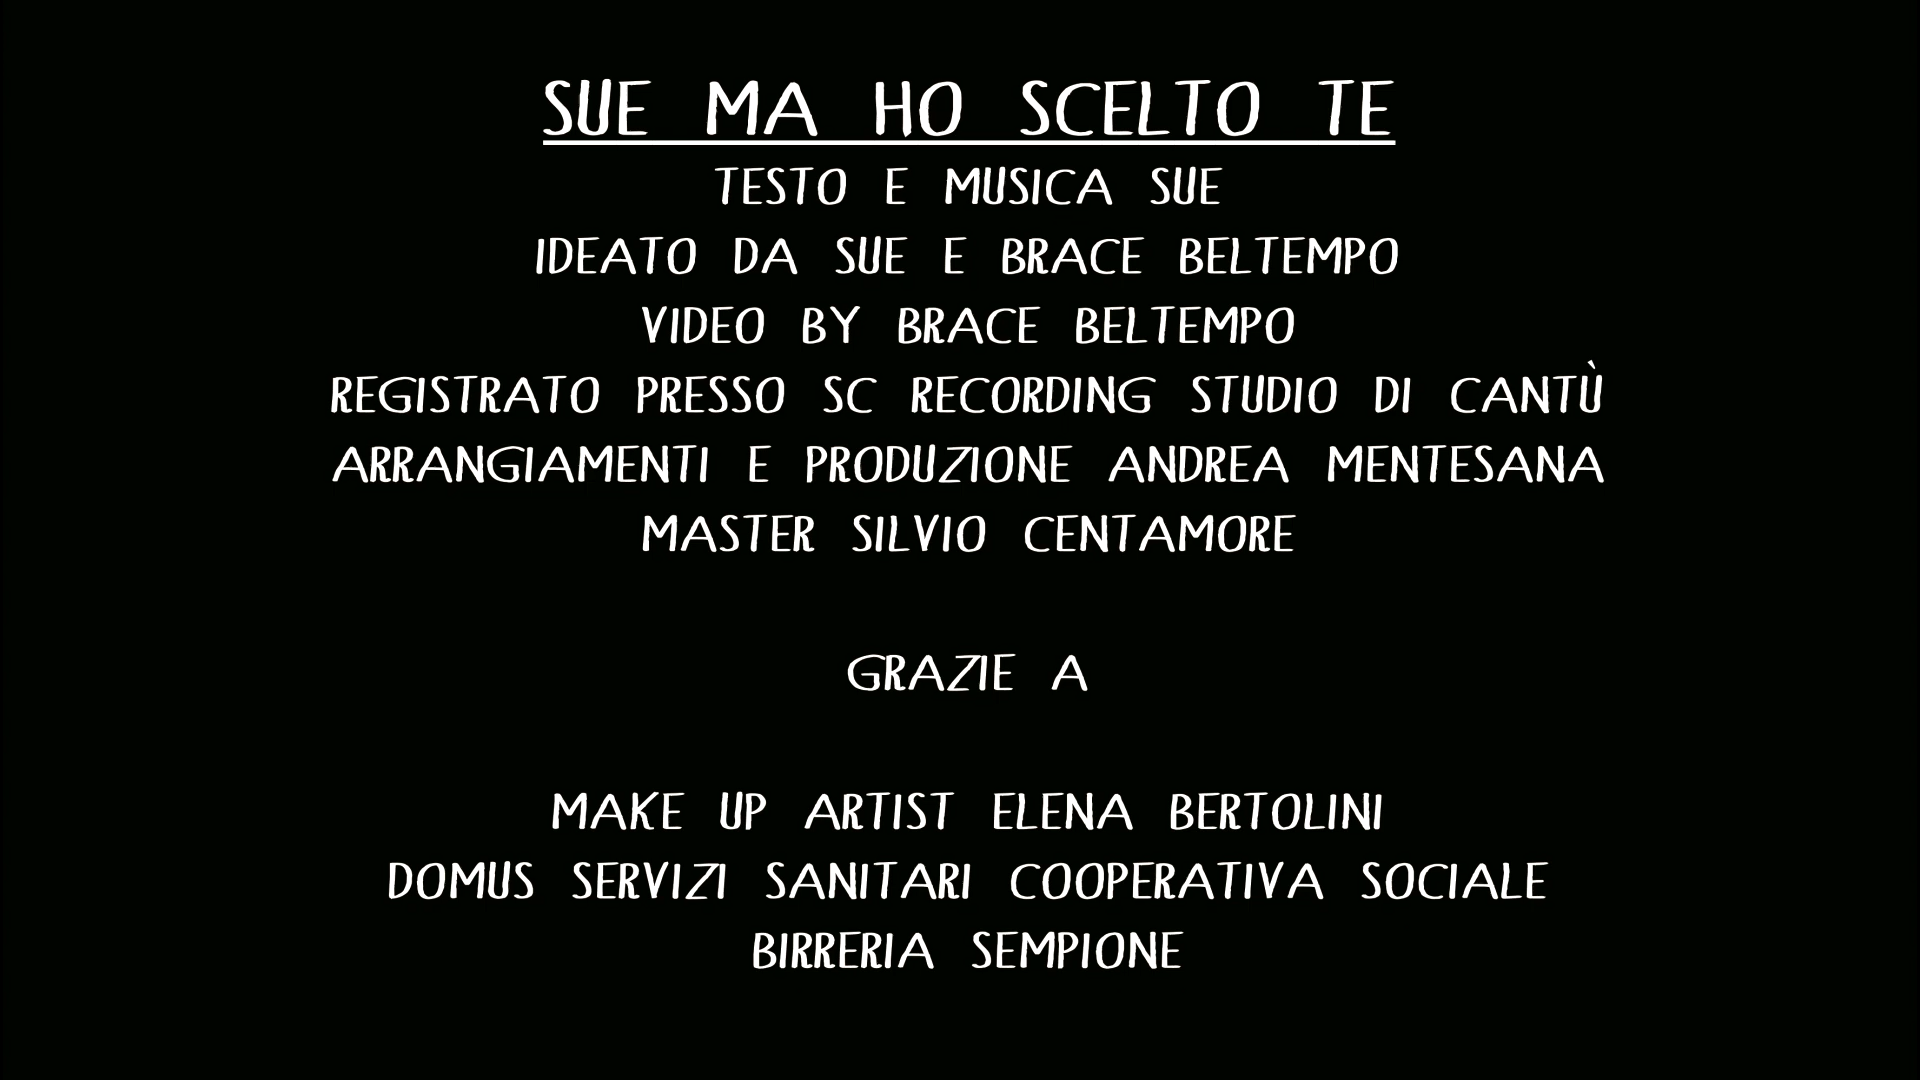 SUE MA HO SCELTO TE
TESTO E MUSICA SUE
IDEATO DA SUE E BRACE BELTEMPO
VIDEO BY BRACE BELTEMPO
REGISTRATO PRESSO SC RECORDING STUDIO DI CANTÙ
ARRANGIAMENTI E PRODUZIONE ANDREA MENTESANA
MASTER SILVIO CENTAMORE
GRAZIE A
MAKE UP ARTIST ELENA BERTOLINI
DOMUS SERVIZI SANITARI COOPERATIVA SOCIALE
BIRRERIA SEMPIONE